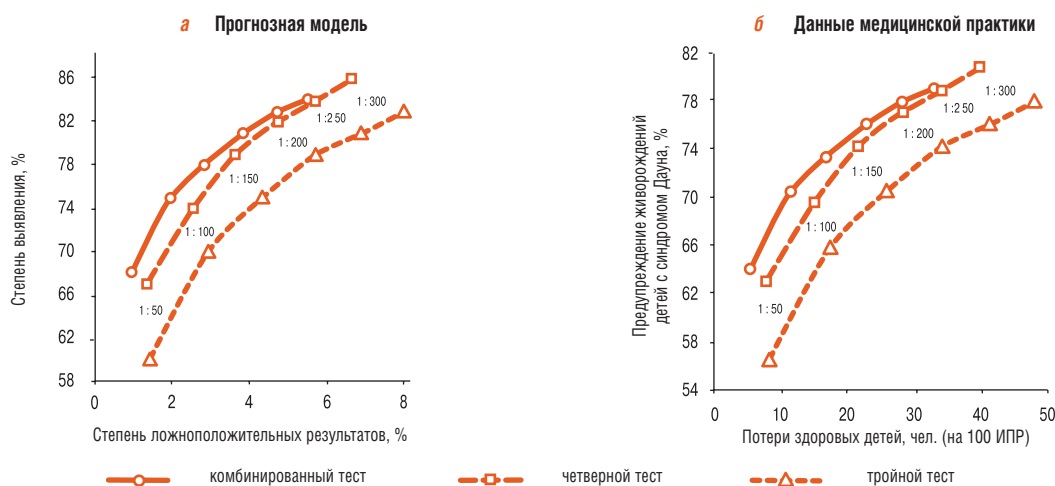 а Прогнозная модель
Степень выявления, %
86
82
78
74
70
66
62
58
1 : 300
1 :2 50
1 : 200
1 : 150
1 : 100
1 : 50
0 2 4 6 8
Степень ложноположительных результатов, %
б Данные медицинской практики
Предупреждение живорождений
детей с синдромом Дауна, %
82
78
74
70
66
62
58
54
1 : 300
1 :2 50
1 : 200
1 : 150
1 : 100
1 : 50
0 10 20 30 40 50
Потери здоровых детей, чел. (на 100 ИПР)
комбинированный тест четверной тест тройной тест